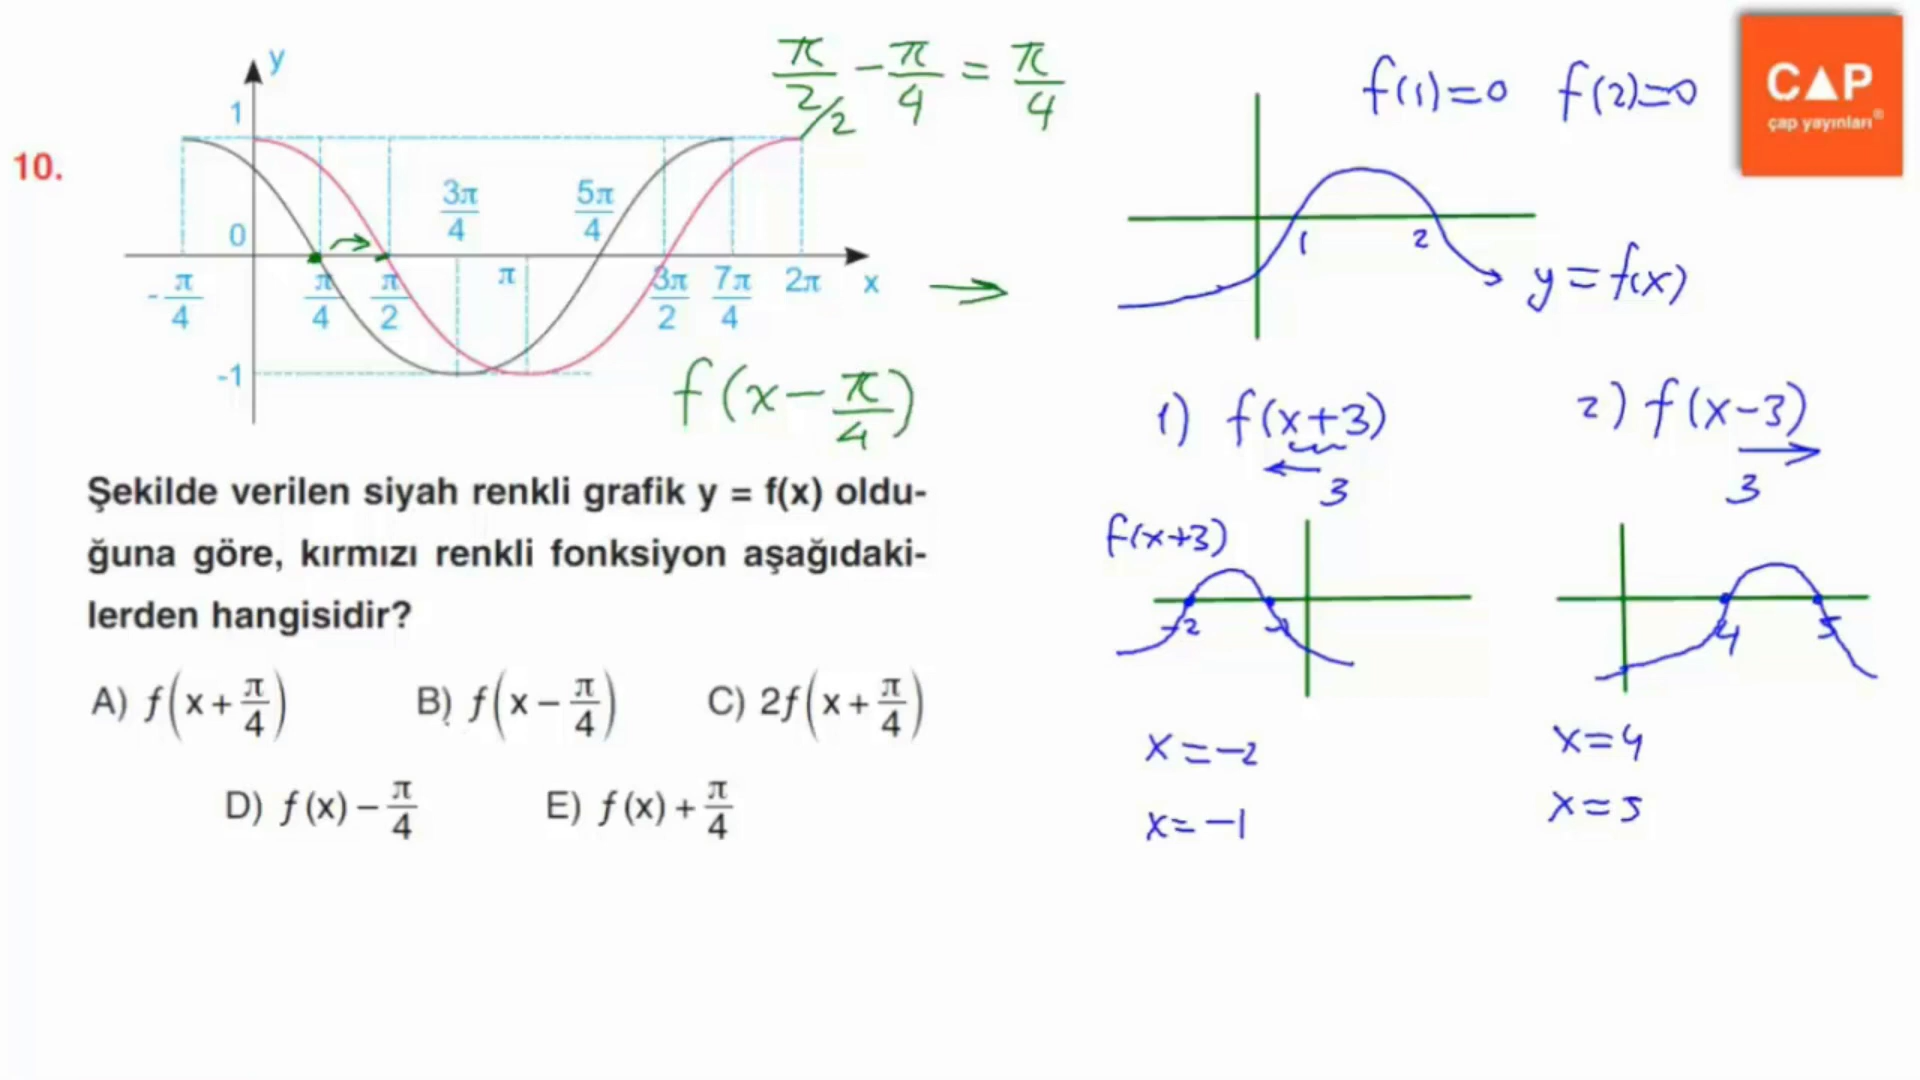 10.
y
1
0
-1
-π/4
π/4
π/2
3π/4
π
5π/4
3π/2
7π/4
2π
x
π/2/2 - π/4 = π/4
f(x - π/4)
Şekilde verilen siyah renkli grafik y = f(x) oldu-
ğuna göre, kırmızı renkli fonksiyon aşağıdaki-
lerden hangisidir?
A) f(x + π/4) B) f(x - π/4) C) 2f(x + π/4)
D) f(x) - π/4 E) f(x) + π/4
f(1)=0 f(2)=0
1 2
y = f(x)
1) f(x+3)
3
2) f(x-3)
3
f(x+3)
-2 -1
4 5
x=-2
x=-1
x=4
x=5
CAP
çap yayınları®